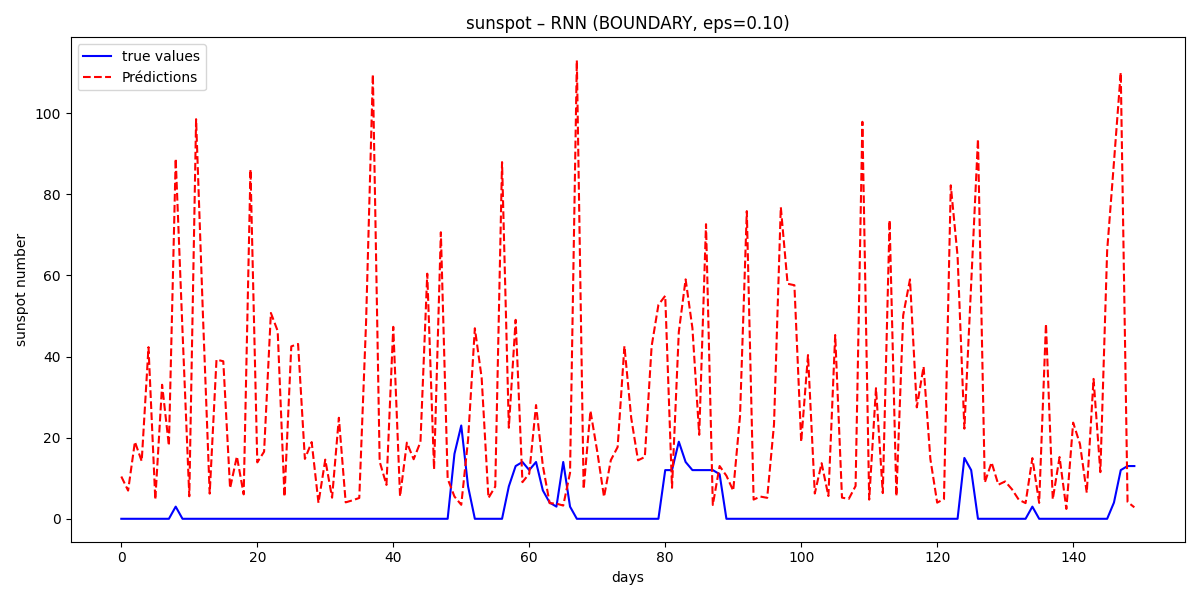 sunspot – RNN (BOUNDARY, eps=0.10)
true values
Prédictions
sunspot number
100
80
60
40
20
0
0 20 40 60 80 100 120 140
days